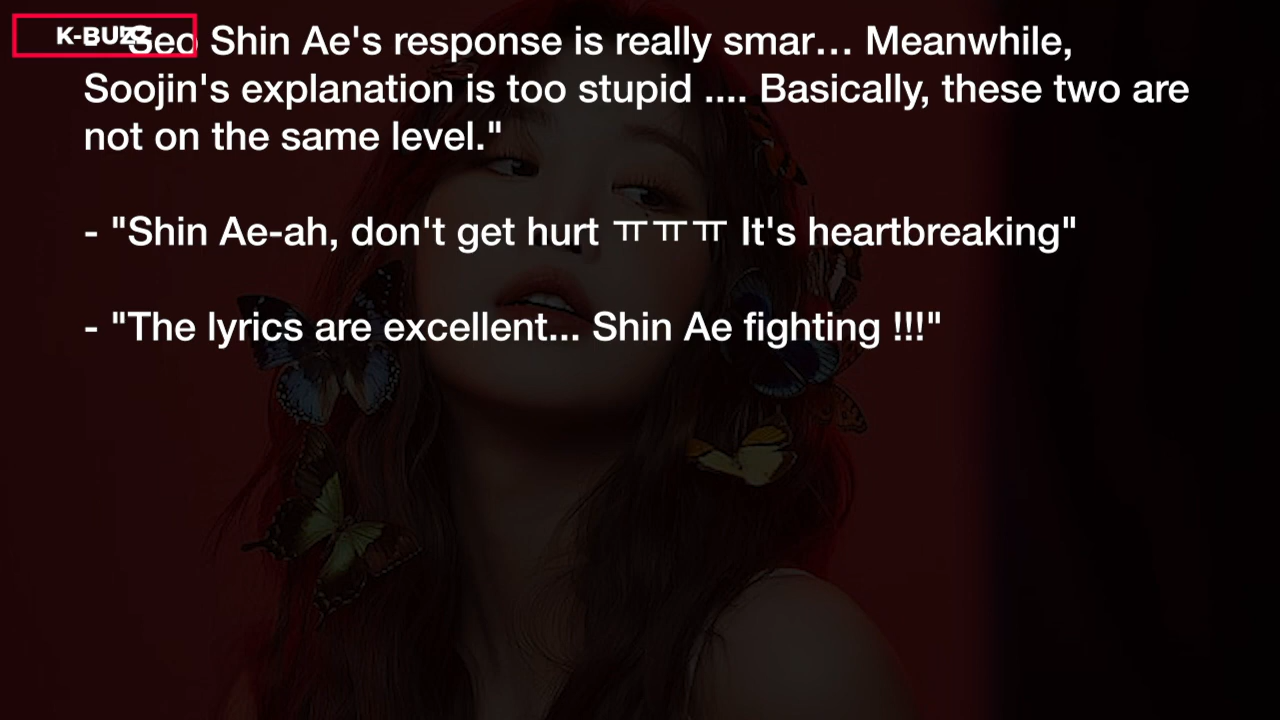 K-BUZZ
- "Seo Shin Ae's response is really smar... Meanwhile,
Soojin's explanation is too stupid .... Basically, these two are
not on the same level."
- "Shin Ae-ah, don't get hurt ㅠㅠㅠ It's heartbreaking"
- "The lyrics are excellent... Shin Ae fighting !!!"